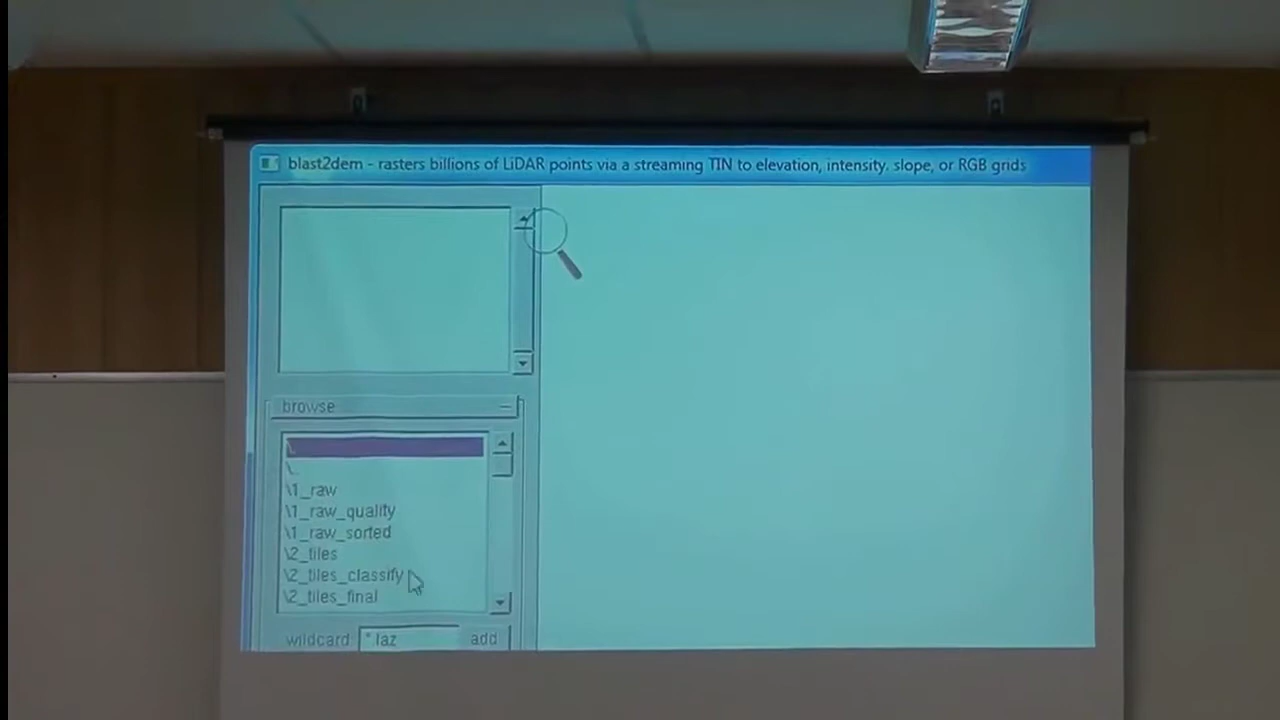 blast2dem - rasters billions of LiDAR points via a streaming TIN to elevation, intensity. slope, or RGB grids
browse
\.
\..
\1_raw
\1_raw_quality
\1_raw_sorted
\2_tiles
\2_tiles_classify
\2_tiles_final
wildcard *.laz add